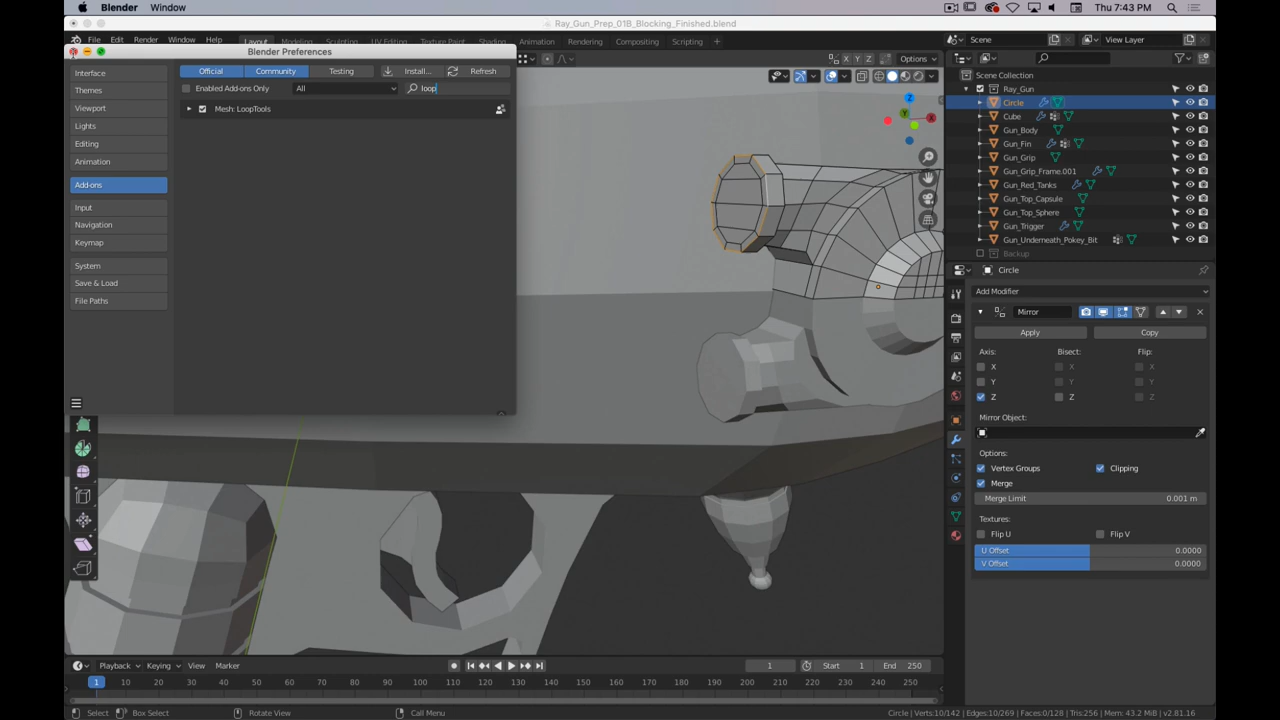 Blender Window Thu 7:43 PM
Ray_Gun_Prep_01B_Blocking_Finished.blend
File Edit Render Window Help Layout Modeling Sculpting UV Editing Texture Paint Shading Animation Rendering Compositing Scripting Scene View Layer
Blender Preferences
X Y Z Options
Interface
Themes
Viewport
Lights
Editing
Animation
Add-ons
Input
Navigation
Keymap
System
Save & Load
File Paths
Official Community Testing Install... Refresh
Enabled Add-ons Only All loop
Mesh: LoopTools
Z
Y
X
Scene Collection
Ray_Gun
Circle
Cube
Gun_Body
Gun_Fin
Gun_Grip
Gun_Grip_Frame.001
Gun_Red_Tanks
Gun_Top_Capsule
Gun_Top_Sphere
Gun_Trigger
Gun_Underneath_Pokey_Bit
Backup
Circle
Add Modifier
Mirror
Apply Copy
Axis: Bisect: Flip:
X X X
Y Y Y
Z Z Z
Mirror Object:
Options:
Vertex Groups Clipping
Merge
Merge Limit 0.001 m
Textures:
Flip U Flip V
U Offset 0.0000
V Offset 0.0000
Playback Keying View Marker 1 Start 1 End 250
1 10 20 30 40 50 60 70 80 90 100 110 120 130 140 150 160 170 180 190 200 210 220 230 240 250
Select Box Select Rotate View Call Menu Circle | Verts:10/142 | Edges:10/269 | Faces:0/128 | Tris:256 | Mem: 43.2 MiB | v2.81.16